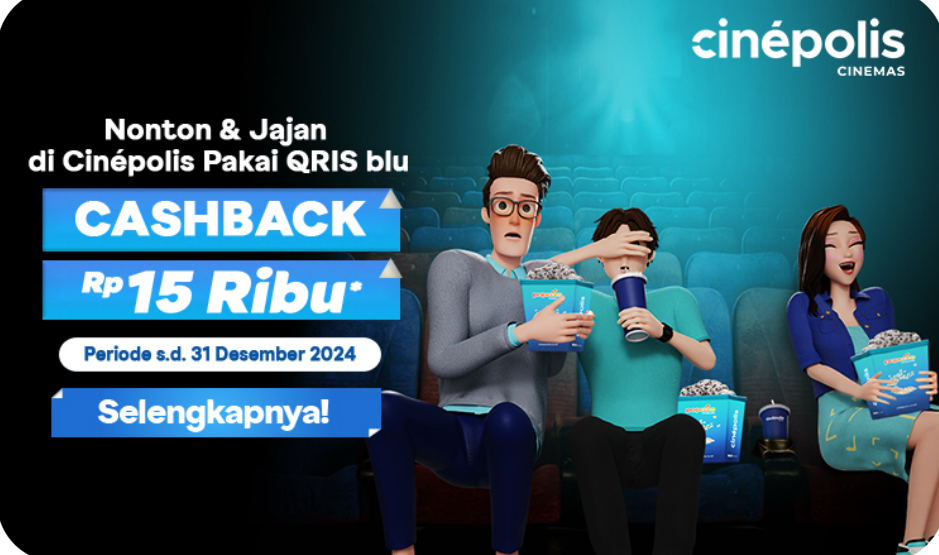 cinépolis
CINEMAS
Nonton & Jajan
di Cinépolis Pakai QRIS blu
CASHBACK
Rp 15 Ribu*
Periode s.d. 31 Desember 2024
Selengkapnya!
cinépolis